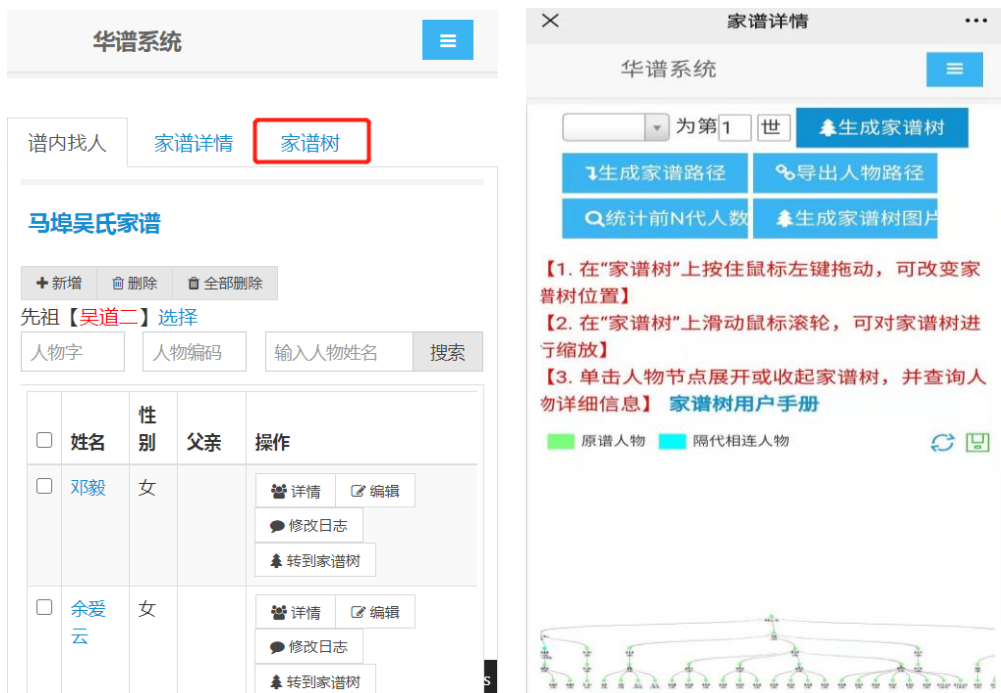 华谱系统
谱内找人 家谱详情 家谱树
马埠吴氏家谱
新增 删除 全部删除
先祖【吴道二】选择
人物字 人物编码 输入人物姓名 搜索
姓名 性别 父亲 操作
邓毅 女 详情 编辑
修改日志
转到家谱树
余爱云 女 详情 编辑
修改日志
转到家谱树
家谱详情
华谱系统
为第 1 世 生成家谱树
生成家谱路径 导出人物路径
统计前N代人数 生成家谱树图片
【1. 在“家谱树”上按住鼠标左键拖动，可改变家
普树位置】
【2. 在“家谱树”上滑动鼠标滚轮，可对家谱树进
亍缩放】
【3. 单击人物节点展开或收起家谱树，并查询人
勿详细信息】 家谱树用户手册
原谱人物 隔代相连人物